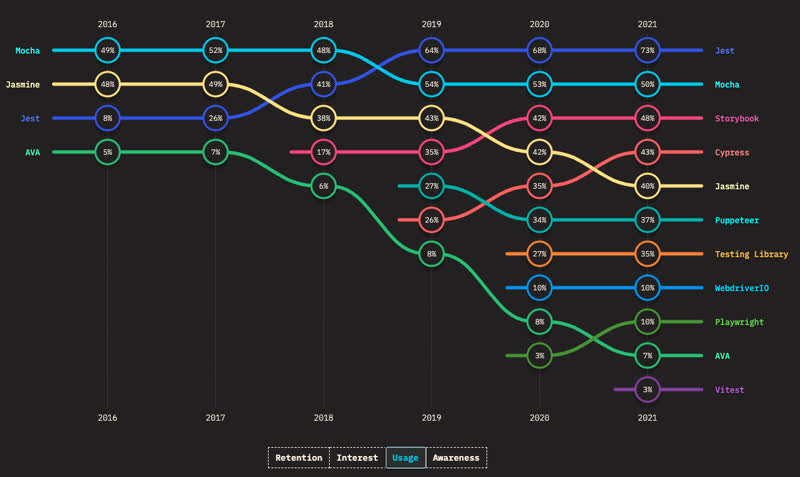 2016 2017 2018 2019 2020 2021
Mocha 49% 52% 48% 64% 68% 73% Jest
Jasmine 48% 49% 41% 54% 53% 50% Mocha
Jest 8% 26% 38% 43% 42% 48% Storybook
AVA 5% 7% 17% 35% 42% 43% Cypress
6% 27% 35% 40% Jasmine
26% 34% 37% Puppeteer
8% 27% 35% Testing Library
10% 10% WebdriverIO
8% 10% Playwright
3% 7% AVA
3% Vitest
2016 2017 2018 2019 2020 2021
Retention Interest Usage Awareness